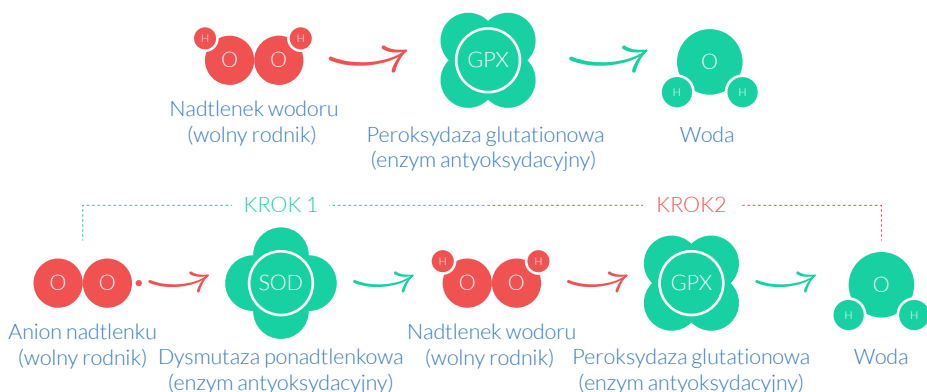 H H
O O
GPX
O
H H
Nadtlenek wodoru
(wolny rodnik)
Peroksydaza glutationowa
(enzym antyoksydacyjny)
Woda
KROK 1
KROK2
O O
SOD
H H
O O
GPX
O
H H
Anion nadtlenku
(wolny rodnik)
Dysmutaza ponadtlenkowa
(enzym antyoksydacyjny)
Nadtlenek wodoru
(wolny rodnik)
Peroksydaza glutationowa
(enzym antyoksydacyjny)
Woda